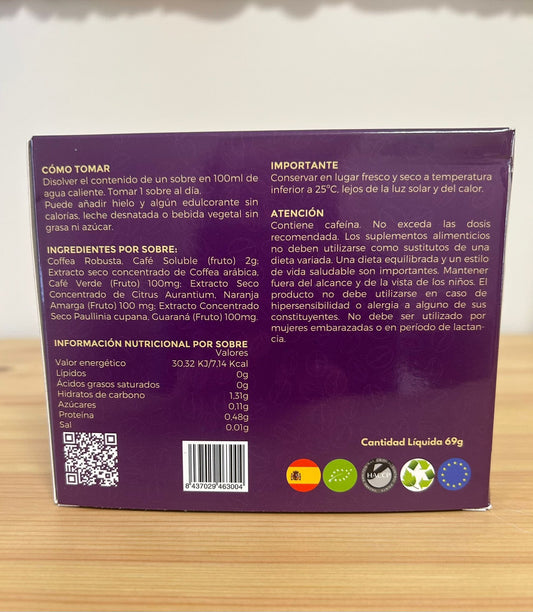 CÓMO TOMAR
Disolver el contenido de un sobre en 100ml de
agua caliente. Tomar 1 sobre al día.
Puede añadir hielo y algún edulcorante sin
calorías, leche desnatada o bebida vegetal sin
grasa ni azúcar.
INGREDIENTES POR SOBRE:
Coffea Robusta, Café Soluble (fruto) 2g;
Extracto seco concentrado de Coffea arábica,
Café Verde (Fruto) 100mg; Extracto Seco
Concentrado de Citrus Aurantium, Naranja
Amarga (Fruto) 100 mg; Extracto Concentrado
Seco Paullinia cupana, Guaraná (Fruto) 100mg.
INFORMACIÓN NUTRICIONAL POR SOBRE
Valores
Valor energético 30,32 KJ/7,14 Kcal
Lípidos 0g
Ácidos grasos saturados 0g
Hidratos de carbono 1,31g
Azúcares 0,11g
Proteína 0,48g
Sal 0.01g
8 437029 463004
IMPORTANTE
Conservar en lugar fresco y seco a temperatura
inferior a 25ºC, lejos de la luz solar y del calor.
ATENCIÓN
Contiene cafeína. No exceda las dosis
recomendada. Los suplementos alimenticios
no deben utilizarse como sustitutos de una
dieta variada. Una dieta equilibrada y un estilo
de vida saludable son importantes. Mantener
fuera del alcance y de la vista de los niños. El
producto no debe utilizarse en caso de
hipersensibilidad o alergia a alguno de sus
constituyentes. No debe ser utilizado por
mujeres embarazadas o en período de lactan-
cia.
Cantidad Líquida 69g
HACCP